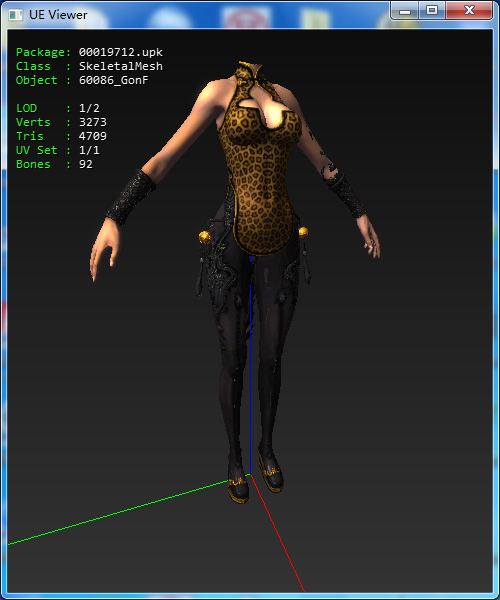 UE Viewer
Package: 00019712.upk
Class : SkeletalMesh
Object : 60086_GonF
LOD : 1/2
Verts : 3273
Tris : 4709
UV Set : 1/1
Bones : 92